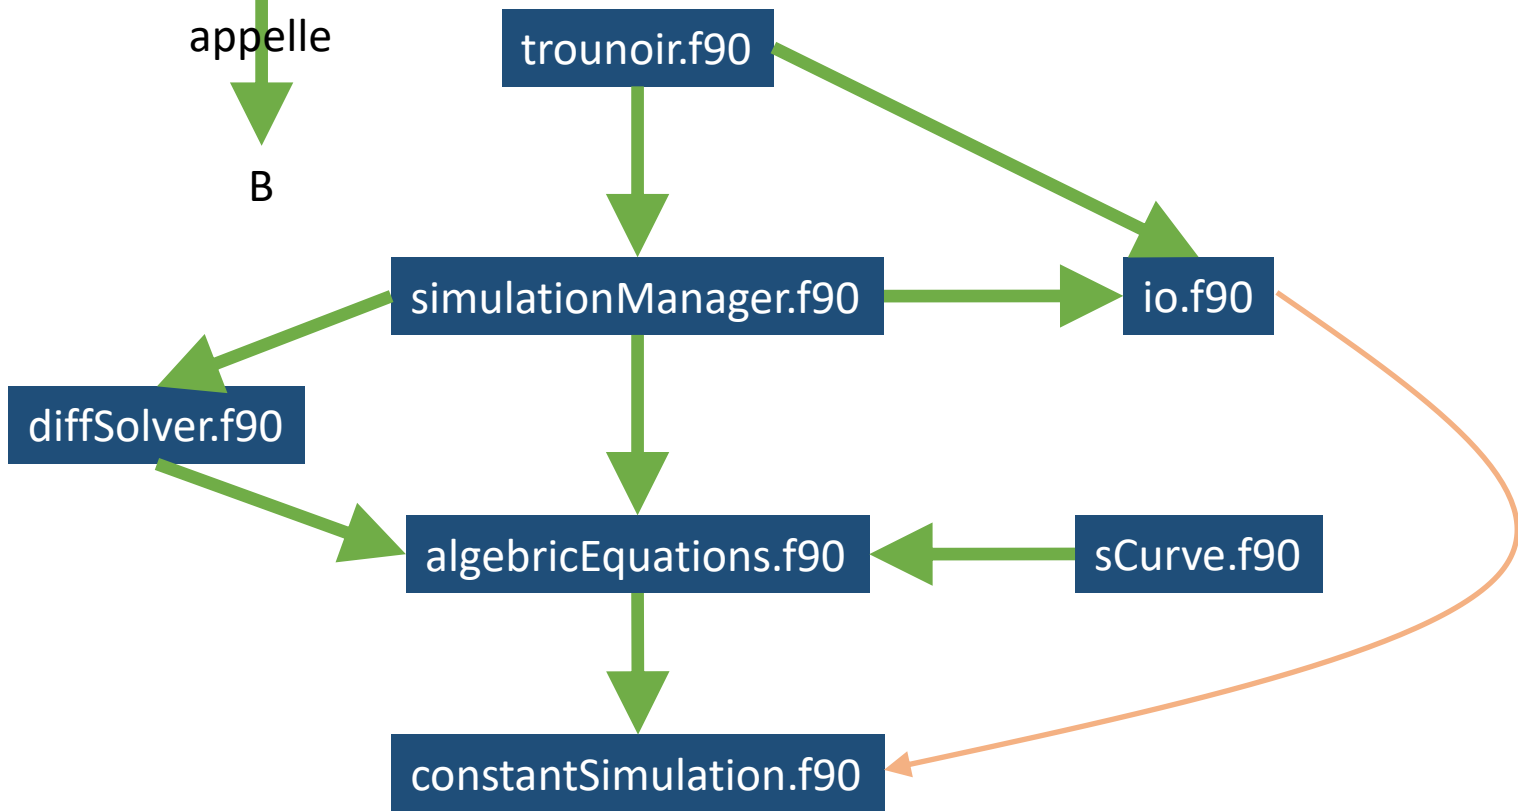 appelle
trounoir.f90
B
simulationManager.f90
io.f90
diffSolver.f90
algebricEquations.f90
sCurve.f90
constantSimulation.f90